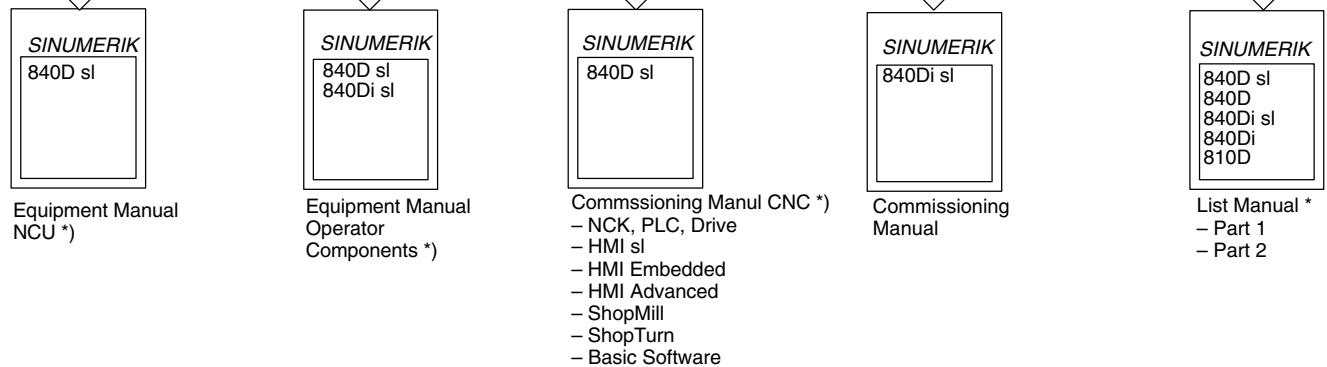 SINUMERIK
840D sl
Equipment Manual
NCU *)
SINUMERIK
840D sl
840Di sl
Equipment Manual
Operator
Components *)
SINUMERIK
840D sl
Commssioning Manul CNC *)
– NCK, PLC, Drive
– HMI sl
– HMI Embedded
– HMI Advanced
– ShopMill
– ShopTurn
– Basic Software
SINUMERIK
840Di sl
Commissioning
Manual
SINUMERIK
840D sl
840D
840Di sl
840Di
810D
List Manual *
– Part 1
– Part 2